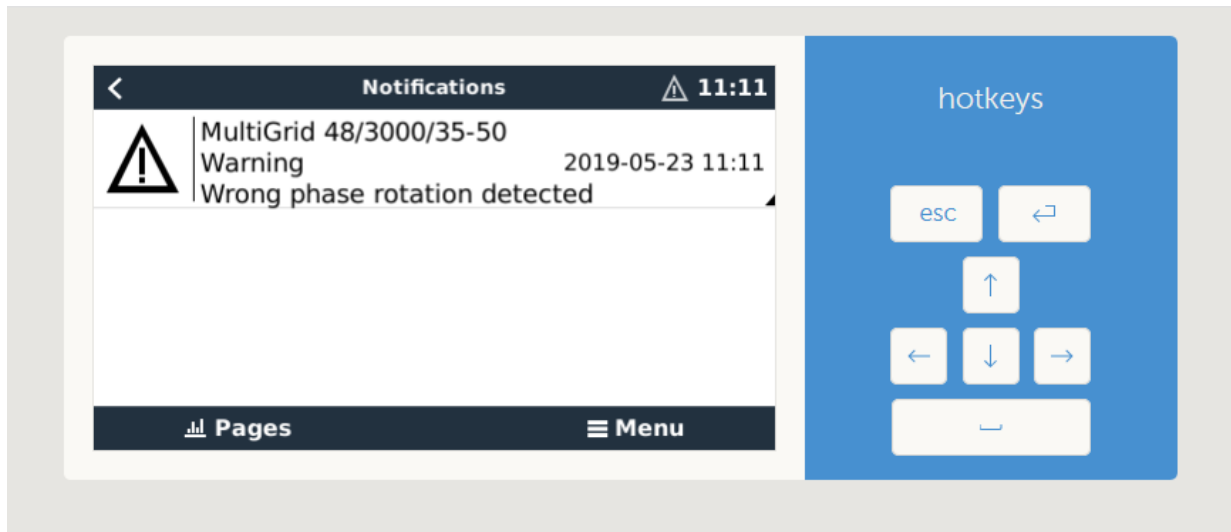 Notifications 11:11
MultiGrid 48/3000/35-50
Warning 2019-05-23 11:11
Wrong phase rotation detected
Pages Menu
hotkeys
esc